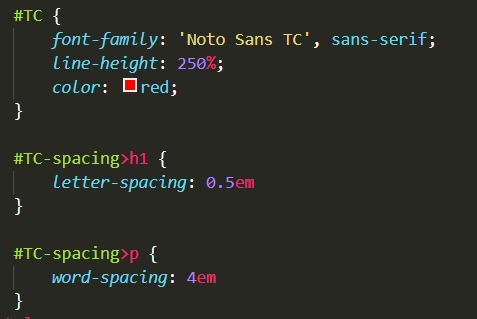 #TC {
font-family: 'Noto Sans TC', sans-serif;
line-height: 250%;
color: red;
}
#TC-spacing>h1 {
letter-spacing: 0.5em
}
#TC-spacing>p {
word-spacing: 4em
}